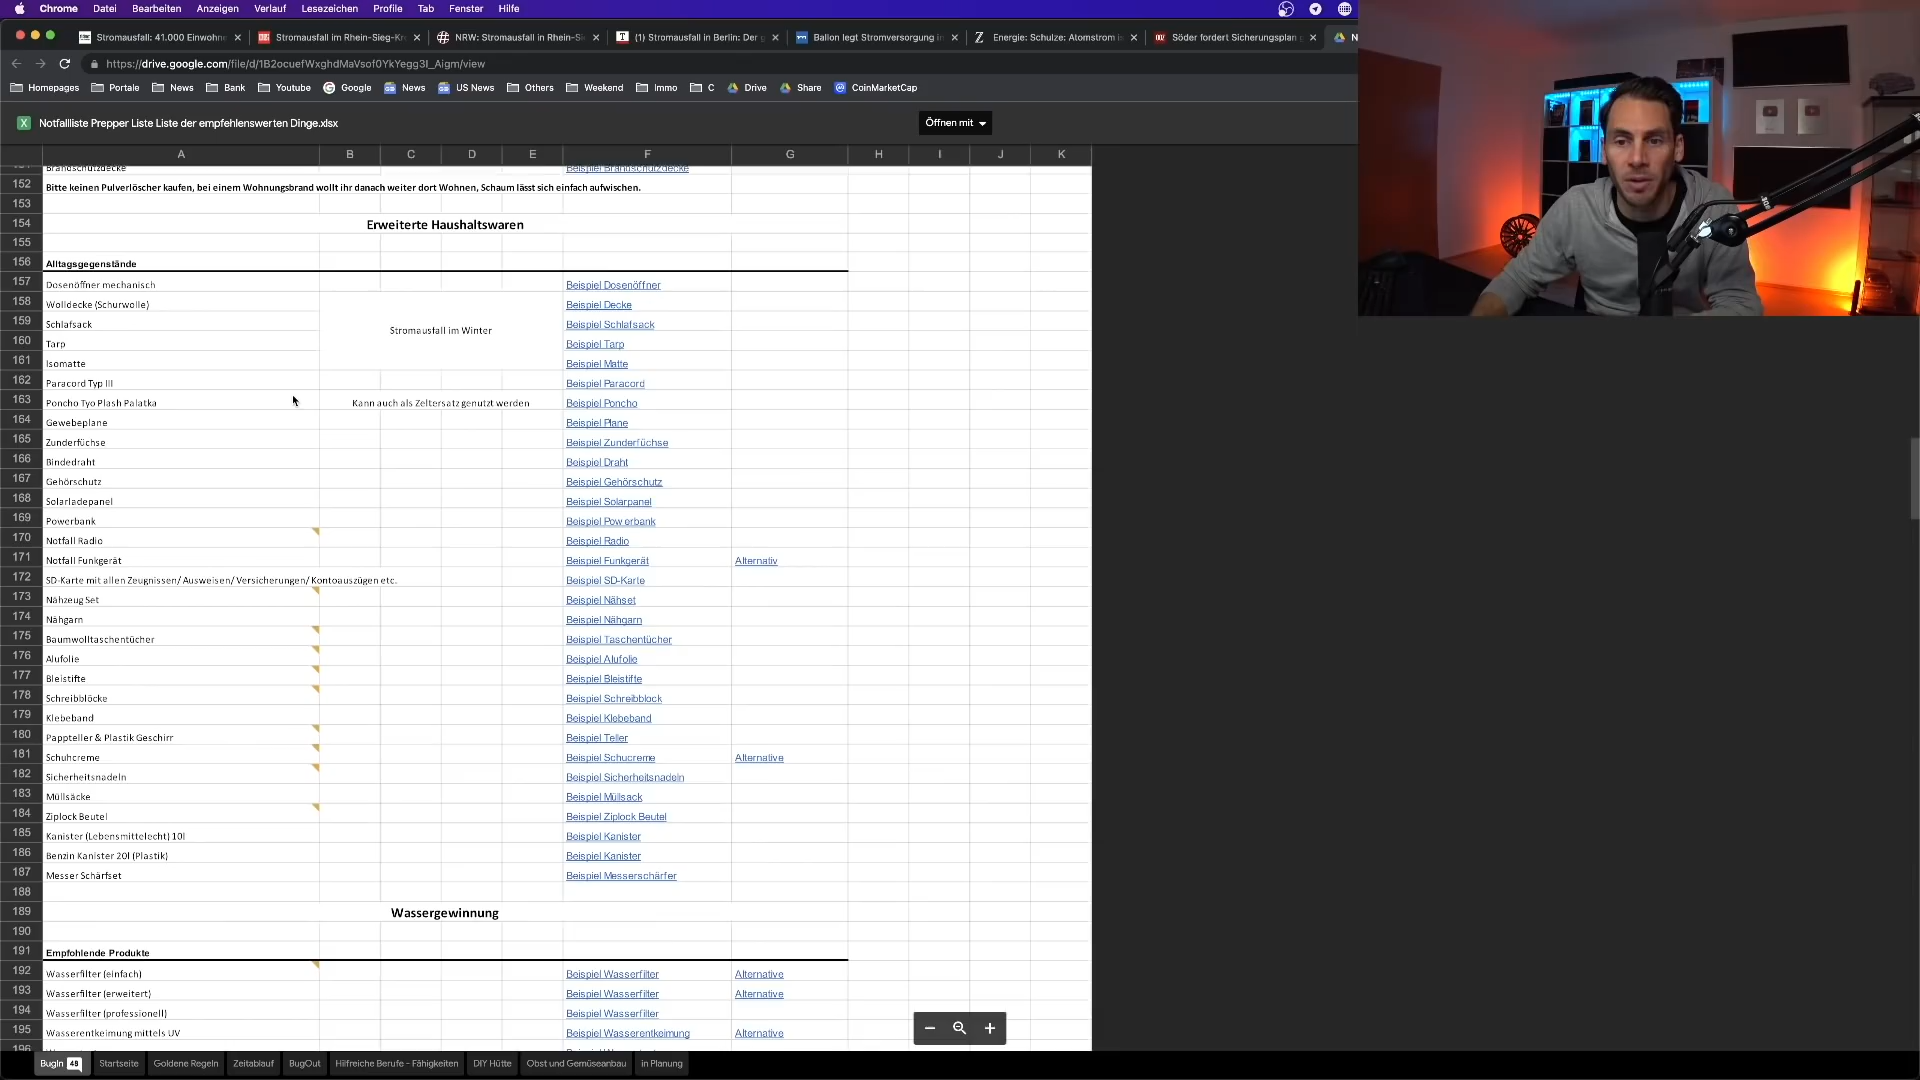 Chrome Datei Bearbeiten Anzeigen Verlauf Lesezeichen Profile Tab Fenster Hilfe
Stromausfall: 41.000 Einwohne
Stromausfall im Rhein-Sieg-Kr
NRW: Stromausfall in Rhein-Si
(1) Stromausfall in Berlin: Der g
Ballon legt Stromversorgung in
Energie: Schulze: Atomstrom is
Söder fordert Sicherungsplan g
N
https://drive.google.com/file/d/1B2ocuefWxghdMaVsof0YkYegg3I_Aigm/view
Homepages Portale News Bank Youtube Google News US News Others Weekend Immo C Drive Share CoinMarketCap
Notfallliste Prepper Liste Liste der empfehlenswerten Dinge.xlsx
Öffnen mit
A B C D E F G H I J K
Brandschutzdecke Beispiel Brandschutzdecke
152 Bitte keinen Pulverlöscher kaufen, bei einem Wohnungsbrand wollt ihr danach weiter dort Wohnen, Schaum lässt sich einfach aufwischen.
153
154 Erweiterte Haushaltswaren
155
156 Alltagsgegenstände
157 Dosenöffner mechanisch Beispiel Dosenöffner
158 Wolldecke (Schurwolle) Beispiel Decke
159 Schlafsack Stromausfall im Winter Beispiel Schlafsack
160 Tarp Beispiel Tarp
161 Isomatte Beispiel Matte
162 Paracord Typ III Beispiel Paracord
163 Poncho Tyo Plash Palatka Kann auch als Zeltersatz genutzt werden Beispiel Poncho
164 Gewebeplane Beispiel Plane
165 Zunderfüchse Beispiel Zunderfüchse
166 Bindedraht Beispiel Draht
167 Gehörschutz Beispiel Gehörschutz
168 Solarladepanel Beispiel Solarpanel
169 Powerbank Beispiel Powerbank
170 Notfall Radio Beispiel Radio
171 Notfall Funkgerät Beispiel Funkgerät Alternativ
172 SD-Karte mit allen Zeugnissen/ Ausweisen/ Versicherungen/ Kontoauszügen etc. Beispiel SD-Karte
173 Nähzeug Set Beispiel Nähset
174 Nähgarn Beispiel Nähgarn
175 Baumwolltaschentücher Beispiel Taschentücher
176 Alufolie Beispiel Alufolie
177 Bleistifte Beispiel Bleistifte
178 Schreibblöcke Beispiel Schreibblock
179 Klebeband Beispiel Klebeband
180 Pappteller & Plastik Geschirr Beispiel Teller
181 Schuhcreme Beispiel Schucreme Alternative
182 Sicherheitsnadeln Beispiel Sicherheitsnadeln
183 Müllsäcke Beispiel Müllsack
184 Ziplock Beutel Beispiel Ziplock Beutel
185 Kanister (Lebensmittelecht) 10l Beispiel Kanister
186 Benzin Kanister 20l (Plastik) Beispiel Kanister
187 Messer Schärfset Beispiel Messerschärfer
188
189 Wassergewinnung
190
191 Empfohlende Produkte
192 Wasserfilter (einfach) Beispiel Wasserfilter Alternative
193 Wasserfilter (erweitert) Beispiel Wasserfilter Alternative
194 Wasserfilter (professionell) Beispiel Wasserfilter
195 Wasserentkeimung mittels UV Beispiel Wasserentkeimung Alternative
196
BugIn 48 Startseite Goldene Regeln Zeitablauf BugOut Hilfreiche Berufe - Fähigkeiten DIY Hütte Obst und Gemüseanbau in Planung